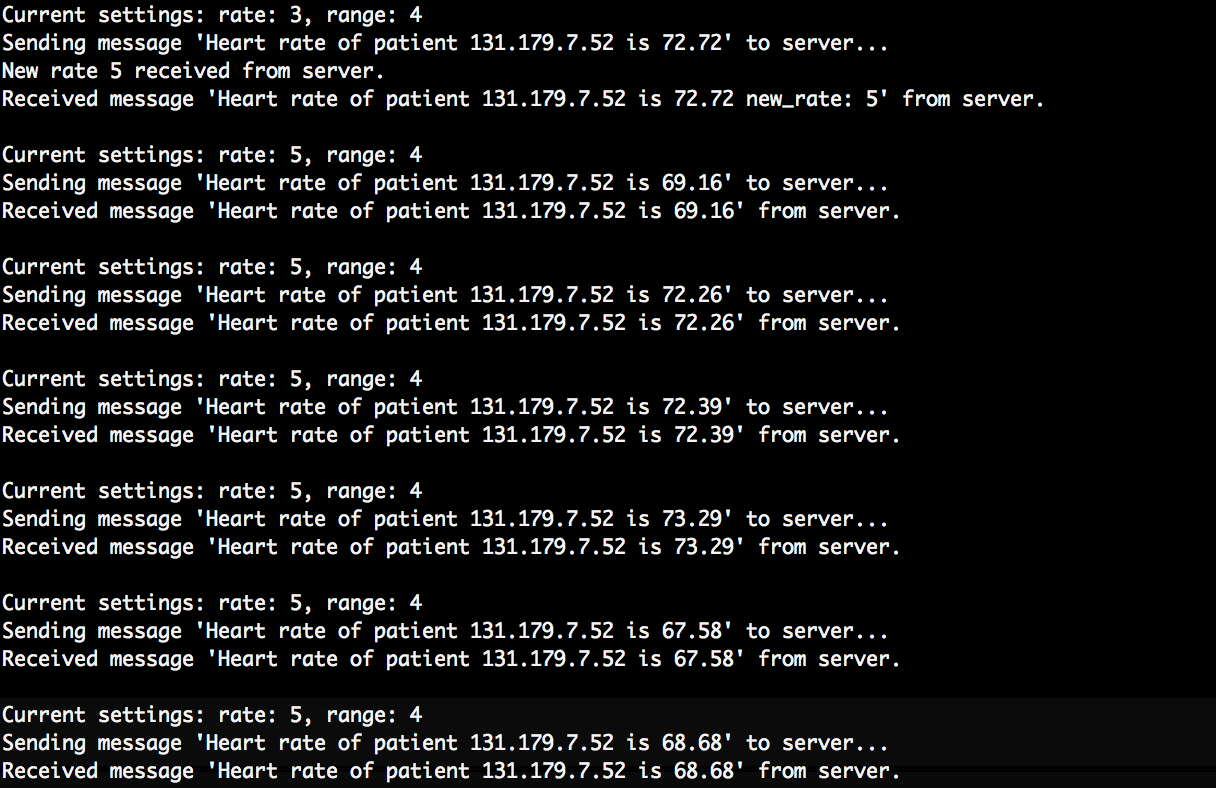 Current settings: rate: 3, range: 4
Sending message 'Heart rate of patient 131.179.7.52 is 72.72' to server...
New rate 5 received from server.
Received message 'Heart rate of patient 131.179.7.52 is 72.72 new_rate: 5' from server.
Current settings: rate: 5, range: 4
Sending message 'Heart rate of patient 131.179.7.52 is 69.16' to server...
Received message 'Heart rate of patient 131.179.7.52 is 69.16' from server.
Current settings: rate: 5, range: 4
Sending message 'Heart rate of patient 131.179.7.52 is 72.26' to server...
Received message 'Heart rate of patient 131.179.7.52 is 72.26' from server.
Current settings: rate: 5, range: 4
Sending message 'Heart rate of patient 131.179.7.52 is 72.39' to server...
Received message 'Heart rate of patient 131.179.7.52 is 72.39' from server.
Current settings: rate: 5, range: 4
Sending message 'Heart rate of patient 131.179.7.52 is 73.29' to server...
Received message 'Heart rate of patient 131.179.7.52 is 73.29' from server.
Current settings: rate: 5, range: 4
Sending message 'Heart rate of patient 131.179.7.52 is 67.58' to server...
Received message 'Heart rate of patient 131.179.7.52 is 67.58' from server.
Current settings: rate: 5, range: 4
Sending message 'Heart rate of patient 131.179.7.52 is 68.68' to server...
Received message 'Heart rate of patient 131.179.7.52 is 68.68' from server.